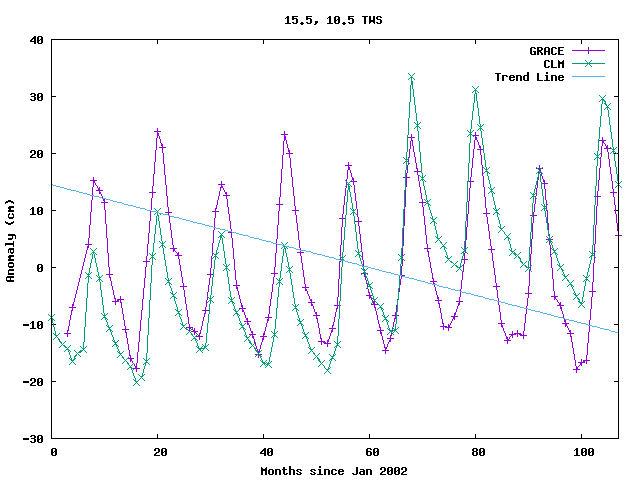 15.5, 10.5 TWS
GRACE
CLM
Trend Line
Anomaly (cm)
40
30
20
10
0
-10
-20
-30
0 20 40 60 80 100
Months since Jan 2002